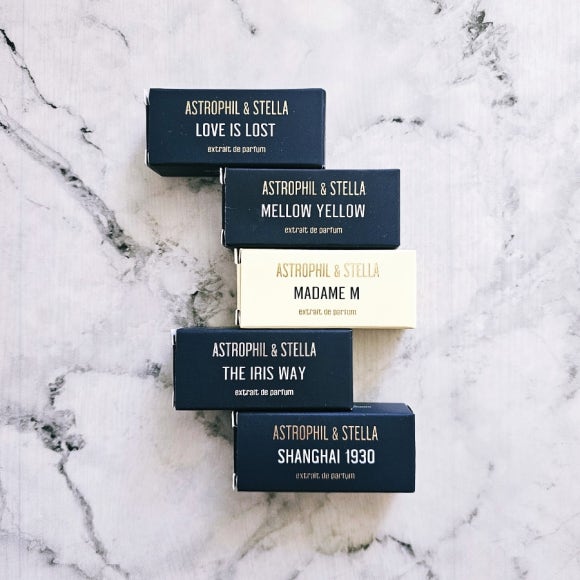 ASTROPHIL & STELLA
LOVE IS LOST
extrait de parfum
ASTROPHIL & STELLA
MELLOW YELLOW
extrait de parfum
ASTROPHIL & STELLA
MADAME M
extrait de parfum
ASTROPHIL & STELLA
THE IRIS WAY
extrait de parfum
ASTROPHIL & STELLA
SHANGHAI 1930
extrait de parfum